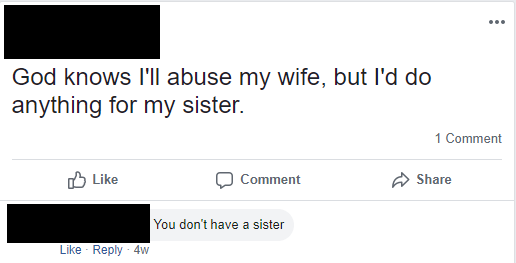 God knows I'll abuse my wife, but I'd do
anything for my sister.
1 Comment
Like Comment Share
You don't have a sister
Like · Reply · 4w